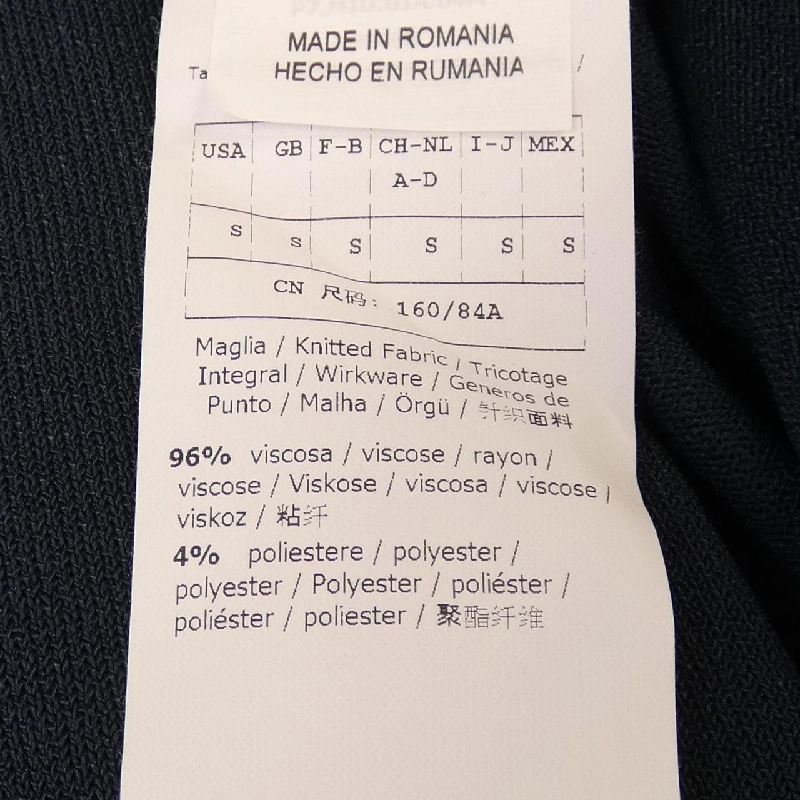 MADE IN ROMANIA
HECHO EN RUMANIA
Ta /
USA GB F-B CH-NL I-J MEX
A-D
S S S S S S
CN 尺码: 160/84A
Maglia / Knitted Fabric / Tricotage
Integral / Wirkware / Géneros de
Punto / Malha / Örgü / 针织面料
96% viscosa / viscose / rayon /
viscose / Viskose / viscosa / viscose /
viskoz / 粘纤
4% poliestere / polyester /
polyester / Polyester / poliéster /
poliéster / poliester / 聚酯纤维